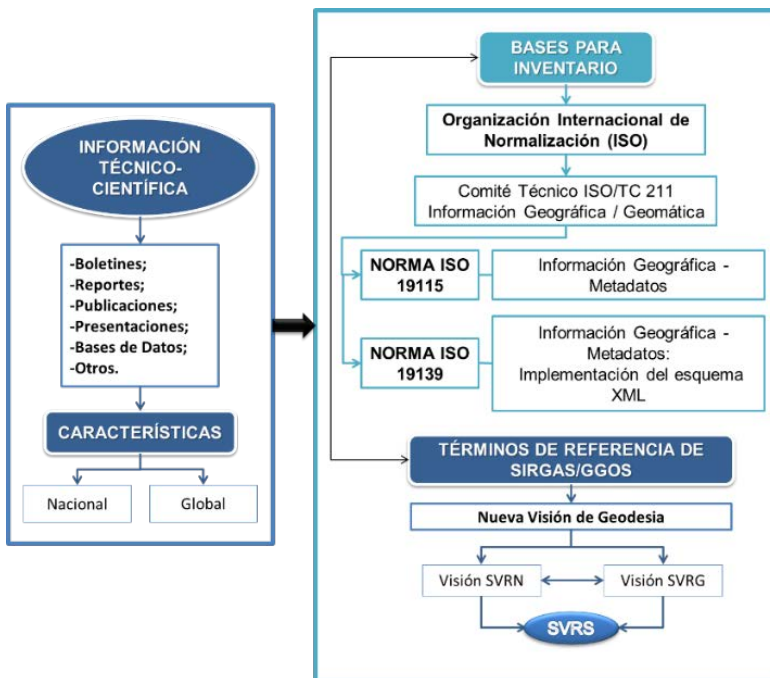 INFORMACIÓN
TÉCNICO-
CIENTÍFICA
-Boletines;
-Reportes;
-Publicaciones;
-Presentaciones;
-Bases de Datos;
-Otros.
CARACTERÍSTICAS
Nacional
Global
BASES PARA
INVENTARIO
Organización Internacional de
Normalización (ISO)
Comité Técnico ISO/TC 211
Información Geográfica / Geomática
NORMA ISO
19115
Información Geográfica -
Metadatos
NORMA ISO
19139
Información Geográfica -
Metadatos:
Implementación del esquema
XML
TÉRMINOS DE REFERENCIA DE
SIRGAS/GGOS
Nueva Visión de Geodesia
Visión SVRN
Visión SVRG
SVRS